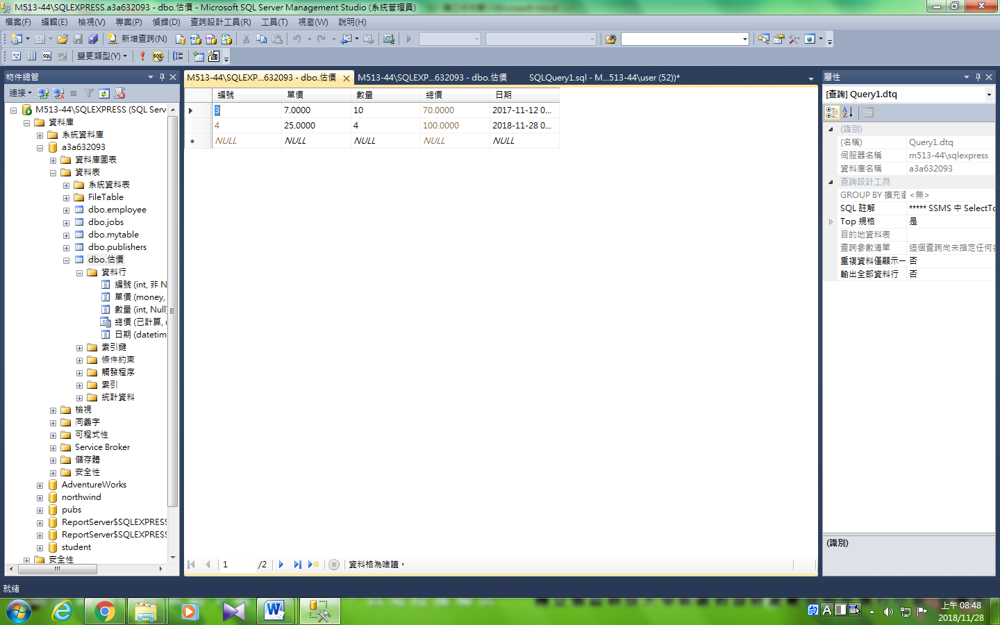 M513-44\SQLEXPRESS.a3a632093 - dbo.估價 - Microsoft SQL Server Management Studio (系統管理員)
檔案(F) 編輯(E) 檢視(V) 專案(P) 偵錯(D) 查詢設計工具(R) 工具(T) 視窗(W) 說明(H)
新增查詢(N)
變更類型(Y)
物件總管
連接
M513-44\SQLEXPRESS (SQL Serv
資料庫
系統資料庫
a3a632093
資料庫圖表
資料表
系統資料表
FileTable
dbo.employee
dbo.jobs
dbo.mytable
dbo.publishers
dbo.估價
資料行
編號 (int, 非 N
單價 (money,
數量 (int, Null)
總價 (已計算, n
日期 (datetim
索引鍵
條件約束
觸發程序
索引
統計資料
檢視
同義字
可程式性
Service Broker
儲存體
安全性
AdventureWorks
northwind
pubs
ReportServer$SQLEXPRESS
ReportServer$SQLEXPRESS
student
安全性
M513-44\SQLEXP...632093 - dbo.估價 M513-44\SQLEXP...632093 - dbo.估價 SQLQuery1.sql - M...513-44\user (52))*
編號 單價 數量 總價 日期
3 7.0000 10 70.0000 2017-11-12 0...
4 25.0000 4 100.0000 2018-11-28 0...
NULL NULL NULL NULL NULL
1 /2 資料格為唯讀。
屬性
[查詢] Query1.dtq
(識別)
(名稱) Query1.dtq
伺服器名稱 m513-44\sqlexpress
資料庫名稱 a3a632093
查詢設計工具
GROUP BY 擴充選 <無>
SQL 註解 ***** SSMS 中 SelectTo
Top 規格 是
目的地資料表
查詢參數清單 這個查詢尚未指定任何參
重複資料僅顯示一 否
輸出全部資料行 否
(識別)
就緒
上午 08:48
2018/11/28